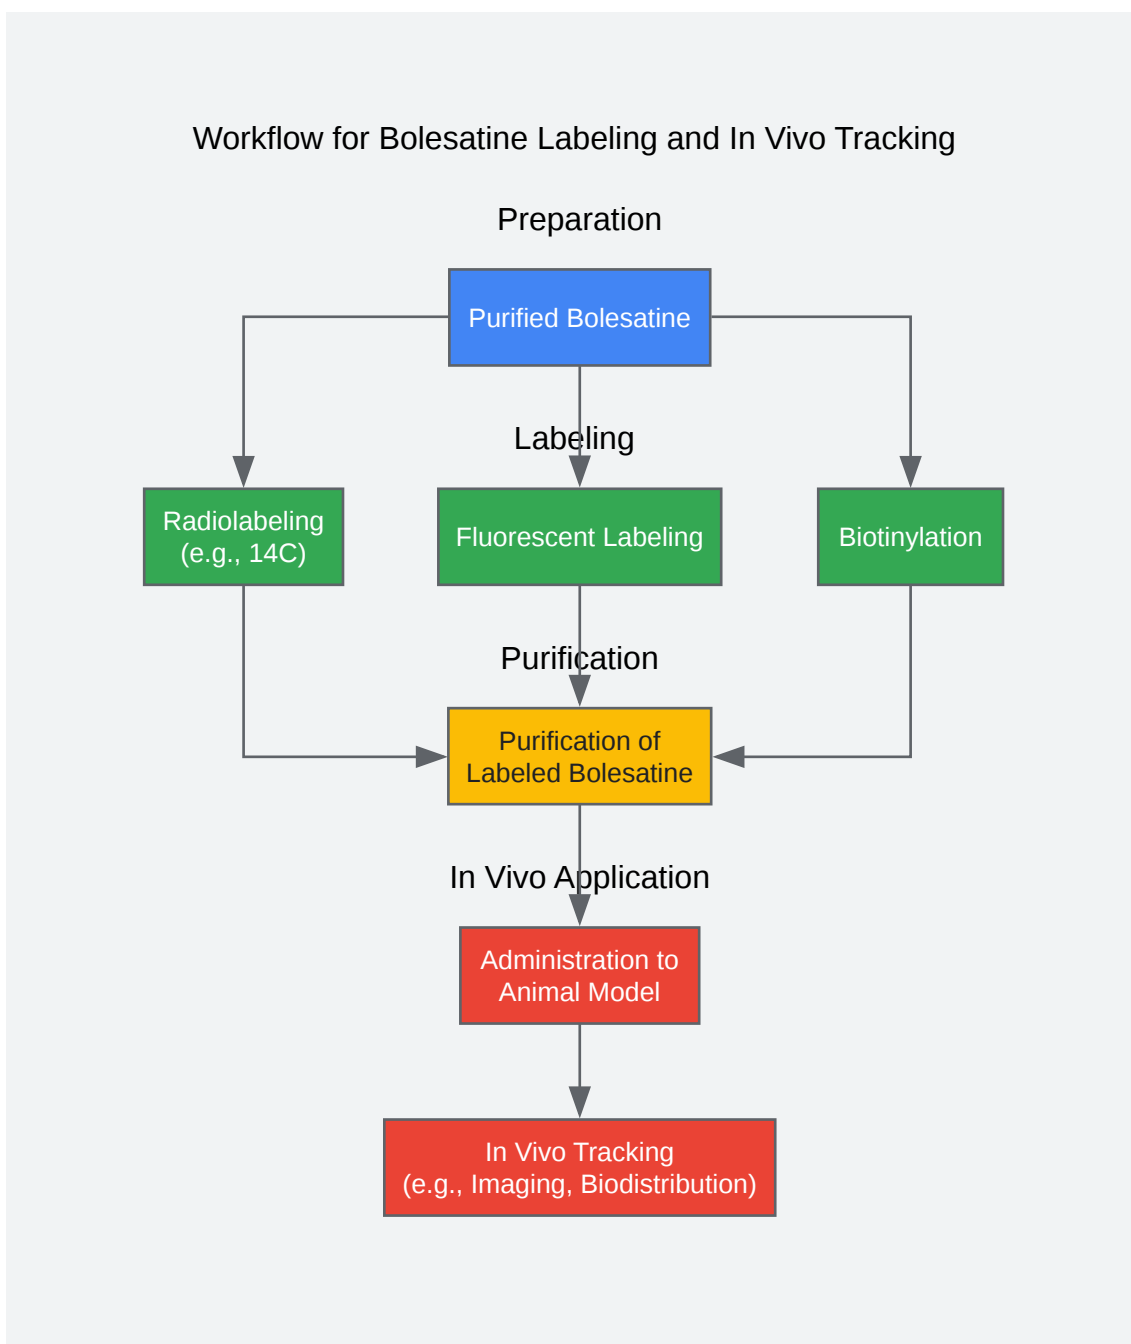 Workflow for Bolesatine Labeling and In Vivo Tracking
Preparation
Purified Bolesatine
Labeling
Radiolabeling
(e.g., 14C)
Fluorescent Labeling
Biotinylation
Purification
Purification of
Labeled Bolesatine
In Vivo Application
Administration to
Animal Model
In Vivo Tracking
(e.g., Imaging, Biodistribution)